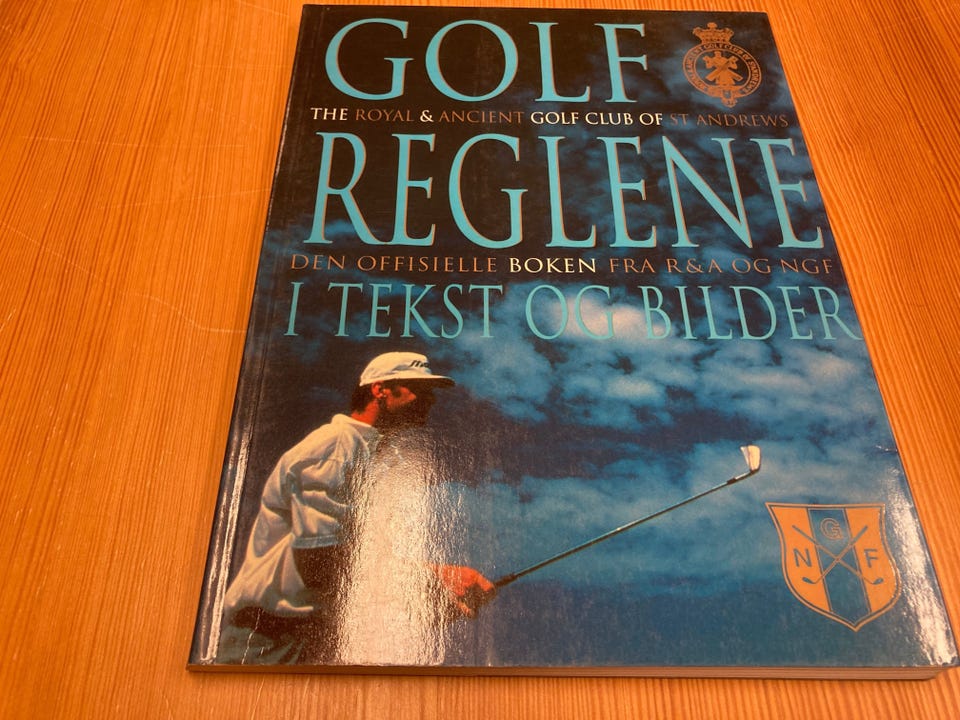 GOLF
THE ROYAL & ANCIENT GOLF CLUB OF ST ANDREWS
REGLENE
DEN OFFISIELLE BOKEN FRA R&A OG NGF
I TEKST OG BILDER
G
N F